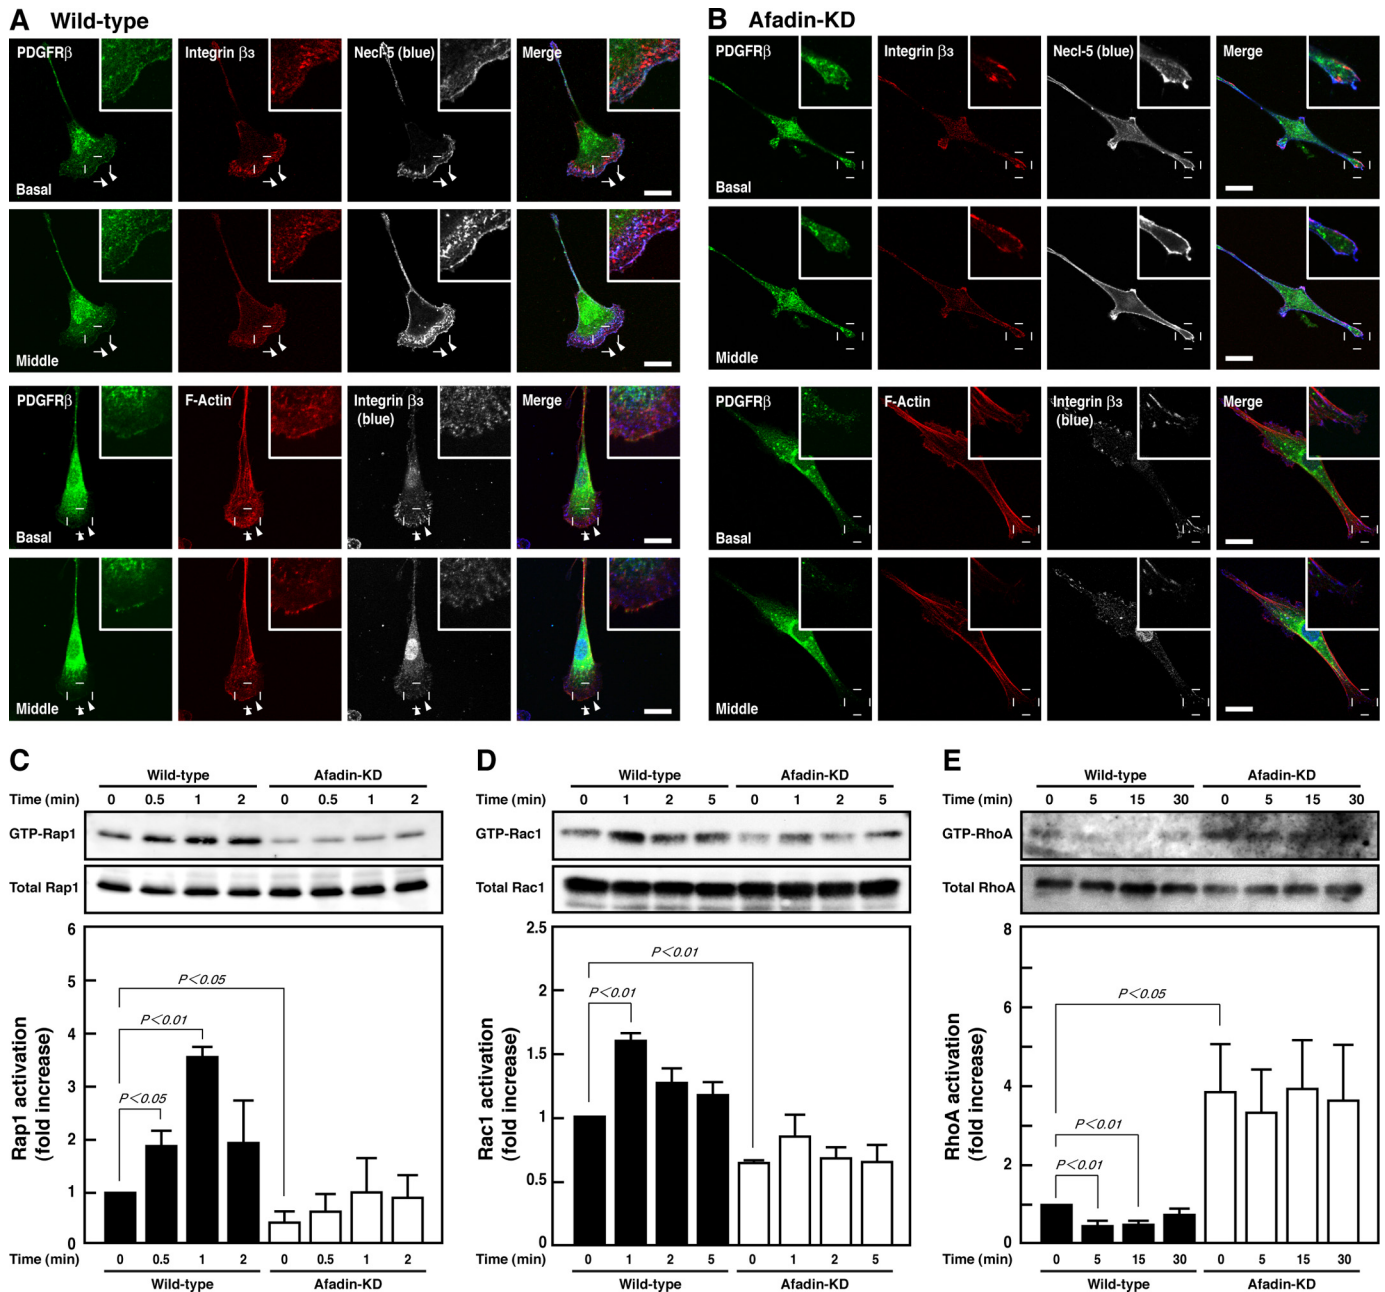 A Wild-type
PDGFRβ Integrin β3 Necl-5 (blue) Merge
Basal
Middle
PDGFRβ F-Actin Integrin β3 (blue) Merge
Basal
Middle
B Afadin-KD
PDGFRβ Integrin β3 Necl-5 (blue) Merge
Basal
Middle
PDGFRβ F-Actin Integrin β3 (blue) Merge
Basal
Middle
C
Wild-type Afadin-KD
Time (min) 0 0.5 1 2 0 0.5 1 2
GTP-Rap1
Total Rap1
Rap1 activation
(fold increase)
6
5
4
3
2
1
0
P<0.05
P<0.01
P<0.05
Time (min) 0 0.5 1 2 0 0.5 1 2
Wild-type Afadin-KD
D
Wild-type Afadin-KD
Time (min) 0 1 2 5 0 1 2 5
GTP-Rac1
Total Rac1
Rac1 activation
(fold increase)
2.5
2
1.5
1
0.5
0
P<0.01
P<0.01
Time (min) 0 1 2 5 0 1 2 5
Wild-type Afadin-KD
E
Wild-type Afadin-KD
Time (min) 0 5 15 30 0 5 15 30
GTP-RhoA
Total RhoA
RhoA activation
(fold increase)
8
6
4
2
0
P<0.05
P<0.01
P<0.01
Time (min) 0 5 15 30 0 5 15 30
Wild-type Afadin-KD